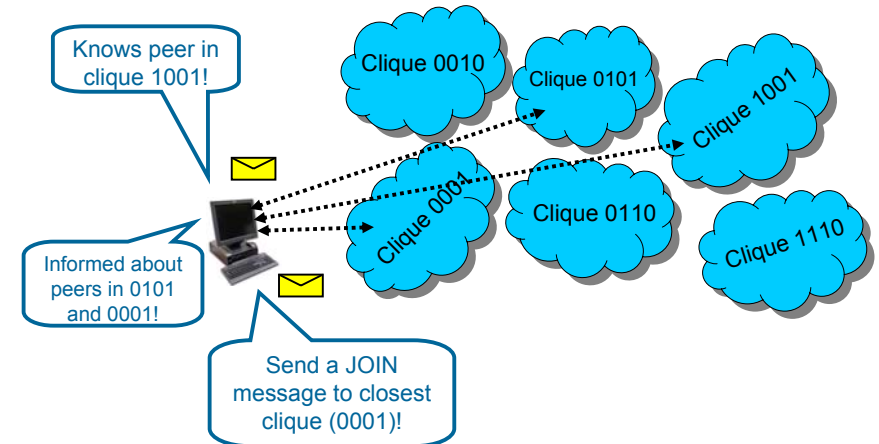 Knows peer in
clique 1001!
Clique 0010
Clique 0101
Clique 1001
Clique 0001
Clique 0110
Clique 1110
Informed about
peers in 0101
and 0001!
Send a JOIN
message to closest
clique (0001)!